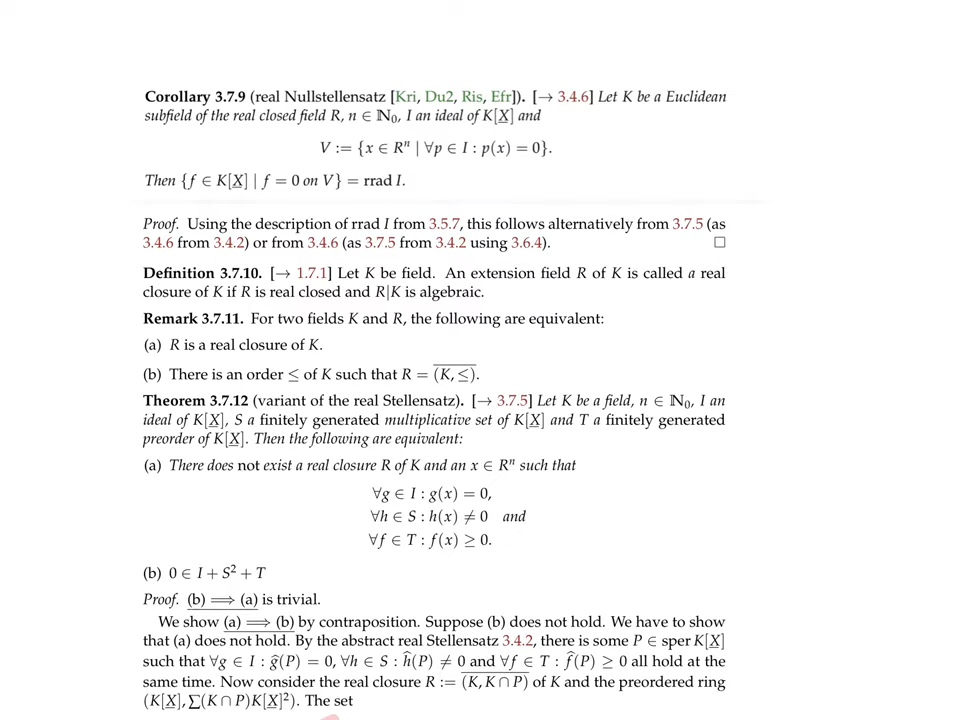 Corollary 3.7.9 (real Nullstellensatz [Kri, Du2, Ris, Efr]). [→ 3.4.6] Let K be a Euclidean
subfield of the real closed field R, n ∈ ℕ₀, I an ideal of K[X̲] and
V := {x ∈ Rⁿ | ∀p ∈ I : p(x) = 0}.
Then {f ∈ K[X̲] | f = 0 on V} = rrad I.
Proof. Using the description of rrad I from 3.5.7, this follows alternatively from 3.7.5 (as
3.4.6 from 3.4.2) or from 3.4.6 (as 3.7.5 from 3.4.2 using 3.6.4). □
Definition 3.7.10. [→ 1.7.1] Let K be field. An extension field R of K is called a real
closure of K if R is real closed and R|K is algebraic.
Remark 3.7.11. For two fields K and R, the following are equivalent:
(a) R is a real closure of K.
(b) There is an order ≤ of K such that R = \overline{(K, ≤)}.
Theorem 3.7.12 (variant of the real Stellensatz). [→ 3.7.5] Let K be a field, n ∈ ℕ₀, I an
ideal of K[X̲], S a finitely generated multiplicative set of K[X̲] and T a finitely generated
preorder of K[X̲]. Then the following are equivalent:
(a) There does not exist a real closure R of K and an x ∈ Rⁿ such that
∀g ∈ I : g(x) = 0,
∀h ∈ S : h(x) ≠ 0 and
∀f ∈ T : f(x) ≥ 0.
(b) 0 ∈ I + S² + T
Proof. (b) ⟹ (a) is trivial.
We show (a) ⟹ (b) by contraposition. Suppose (b) does not hold. We have to show
that (a) does not hold. By the abstract real Stellensatz 3.4.2, there is some P ∈ sper K[X̲]
such that ∀g ∈ I : ĝ(P) = 0, ∀h ∈ S : ĥ(P) ≠ 0 and ∀f ∈ T : f̂(P) ≥ 0 all hold at the
same time. Now consider the real closure R := \overline{(K, K ∩ P)} of K and the preordered ring
(K[X̲], ∑(K ∩ P)K[X̲]²). The set